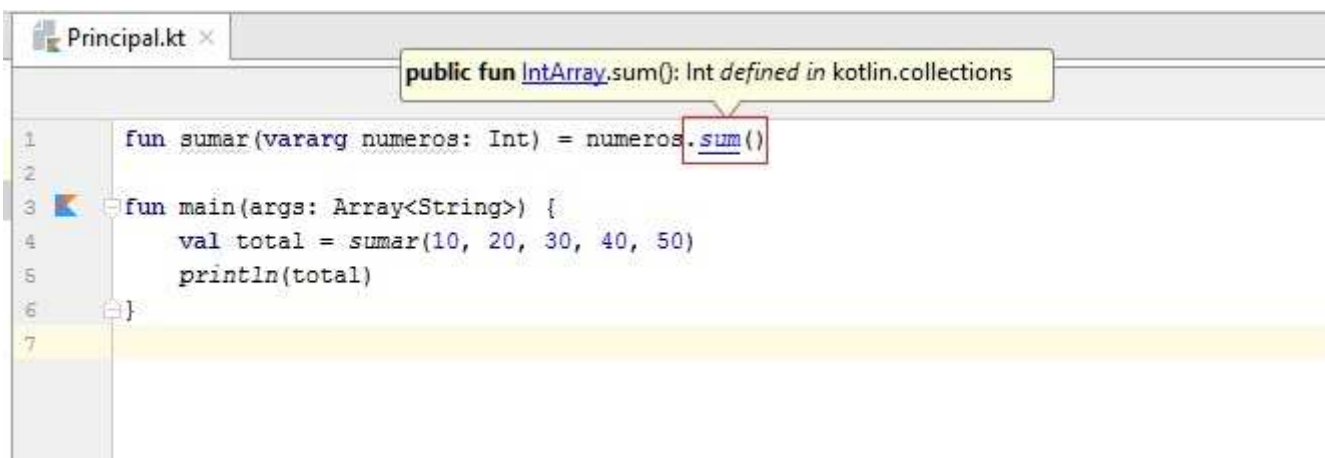 Principal.kt
public fun IntArray.sum(): Int defined in kotlin.collections
1 fun sumar(vararg numeros: Int) = numeros.sum()
2
3 fun main(args: Array<String>) {
4     val total = sumar(10, 20, 30, 40, 50)
5     println(total)
6 }
7